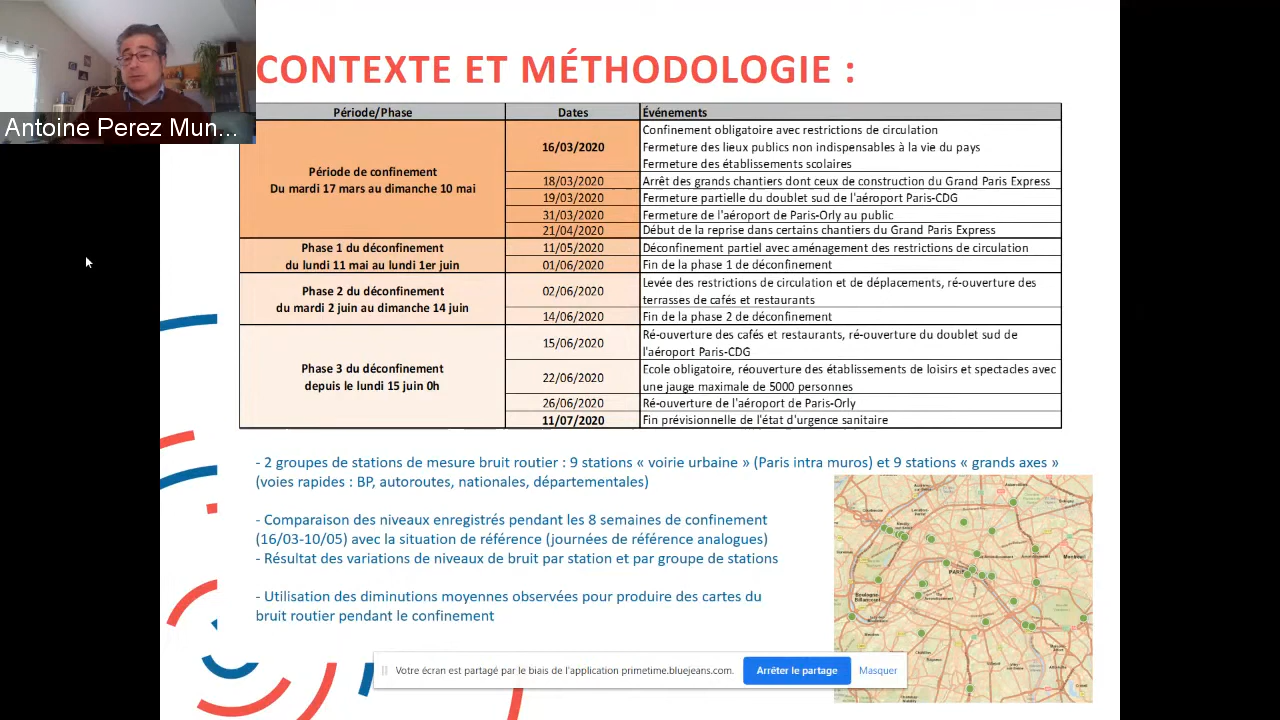 CONTEXTE ET MÉTHODOLOGIE :
Antoine Perez Mun...
Période/Phase Dates Événements
Période de confinement
Du mardi 17 mars au dimanche 10 mai
16/03/2020
Confinement obligatoire avec restrictions de circulation
Fermeture des lieux publics non indispensables à la vie du pays
Fermeture des établissements scolaires
18/03/2020 Arrêt des grands chantiers dont ceux de construction du Grand Paris Express
19/03/2020 Fermeture partielle du doublet sud de l'aéroport Paris-CDG
31/03/2020 Fermeture de l'aéroport de Paris-Orly au public
21/04/2020 Début de la reprise dans certains chantiers du Grand Paris Express
Phase 1 du déconfinement
du lundi 11 mai au lundi 1er juin
11/05/2020 Déconfinement partiel avec aménagement des restrictions de circulation
01/06/2020 Fin de la phase 1 de déconfinement
Phase 2 du déconfinement
du mardi 2 juin au dimanche 14 juin
02/06/2020
Levée des restrictions de circulation et de déplacements, ré-ouverture des
terrasses de cafés et restaurants
14/06/2020 Fin de la phase 2 de déconfinement
Phase 3 du déconfinement
depuis le lundi 15 juin 0h
15/06/2020
Ré-ouverture des cafés et restaurants, ré-ouverture du doublet sud de
l'aéroport Paris-CDG
22/06/2020
Ecole obligatoire, réouverture des établissements de loisirs et spectacles avec
une jauge maximale de 5000 personnes
26/06/2020 Ré-ouverture de l'aéroport de Paris-Orly
11/07/2020 Fin prévisionnelle de l'état d'urgence sanitaire
- 2 groupes de stations de mesure bruit routier : 9 stations « voirie urbaine » (Paris intra muros) et 9 stations « grands axes »
(voies rapides : BP, autoroutes, nationales, départementales)
- Comparaison des niveaux enregistrés pendant les 8 semaines de confinement
(16/03-10/05) avec la situation de référence (journées de référence analogues)
- Résultat des variations de niveaux de bruit par station et par groupe de stations
- Utilisation des diminutions moyennes observées pour produire des cartes du
bruit routier pendant le confinement
PARIS
Montreuil
Boulogne-
Billancourt
Votre écran est partagé par le biais de l'application primetime.bluejeans.com.
Arrêter le partage
Masquer